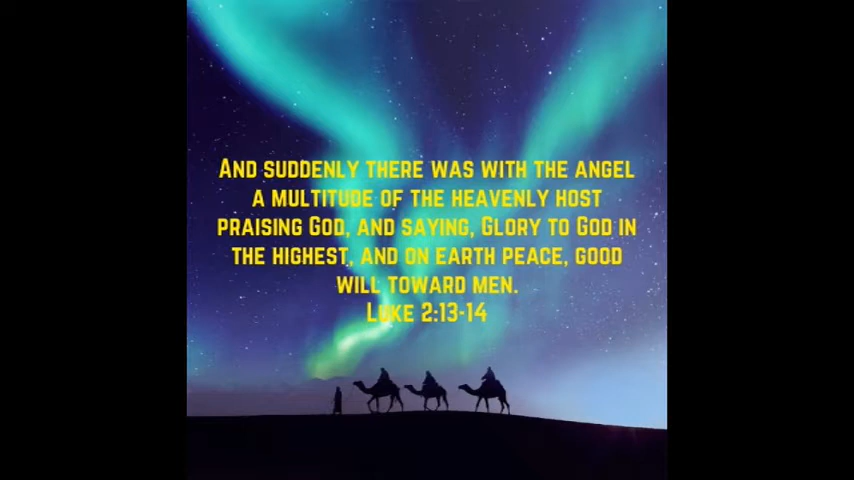 And suddenly there was with the angel
a multitude of the heavenly host
praising God, and saying, Glory to God in
the highest, and on earth peace, good
will toward men.
Luke 2:13-14